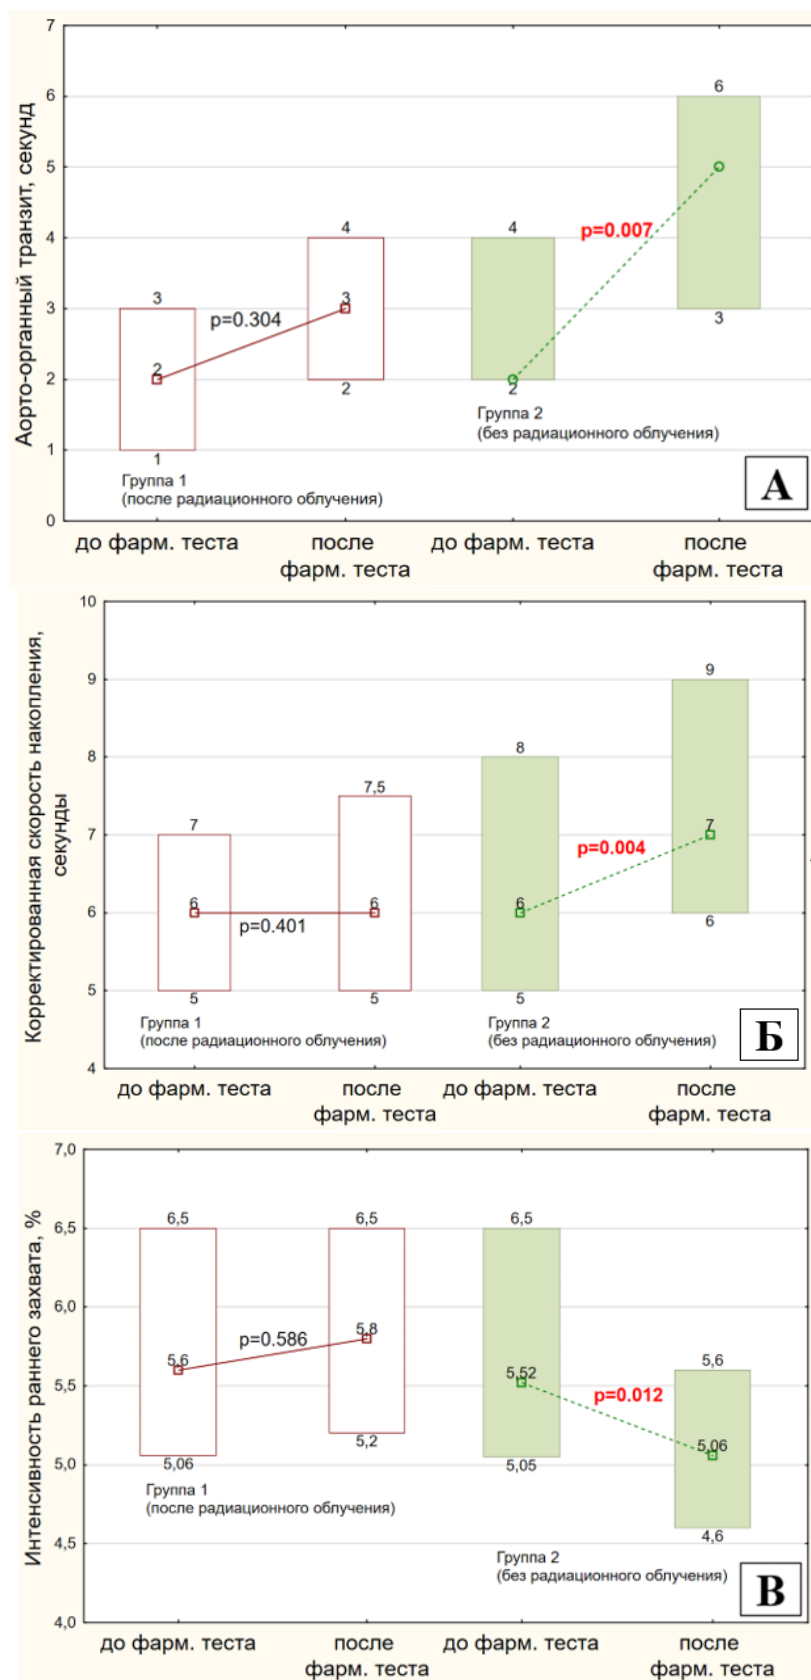 Аорто-органный транзит, секунд
7
6
5
4
3
2
1
0
3
2
1
p=0.304
4
3
2
Группа 1
(после радиационного облучения)
4
2
p=0.007
6
3
Группа 2
(без радиационного облучения)
А
до фарм. теста
после
фарм. теста
до фарм. теста
после
фарм. теста
Корректированная скорость накопления,
секунды
10
9
8
7
6
5
4
7
6
5
p=0.401
7,5
6
5
Группа 1
(после радиационного облучения)
8
6
5
p=0.004
9
7
6
Группа 2
(без радиационного облучения)
Б
до фарм. теста
после
фарм. теста
до фарм. теста
после
фарм. теста
Интенсивность раннего захвата, %
7,0
6,5
6,0
5,5
5,0
4,5
4,0
6,5
5,6
5,06
p=0.586
6,5
5,8
5,2
Группа 1
(после радиационного облучения)
6,5
5,52
5,05
p=0.012
5,6
5,06
4,6
Группа 2
(без радиационного облучения)
В
до фарм. теста
после
фарм. теста
до фарм. теста
после
фарм. теста